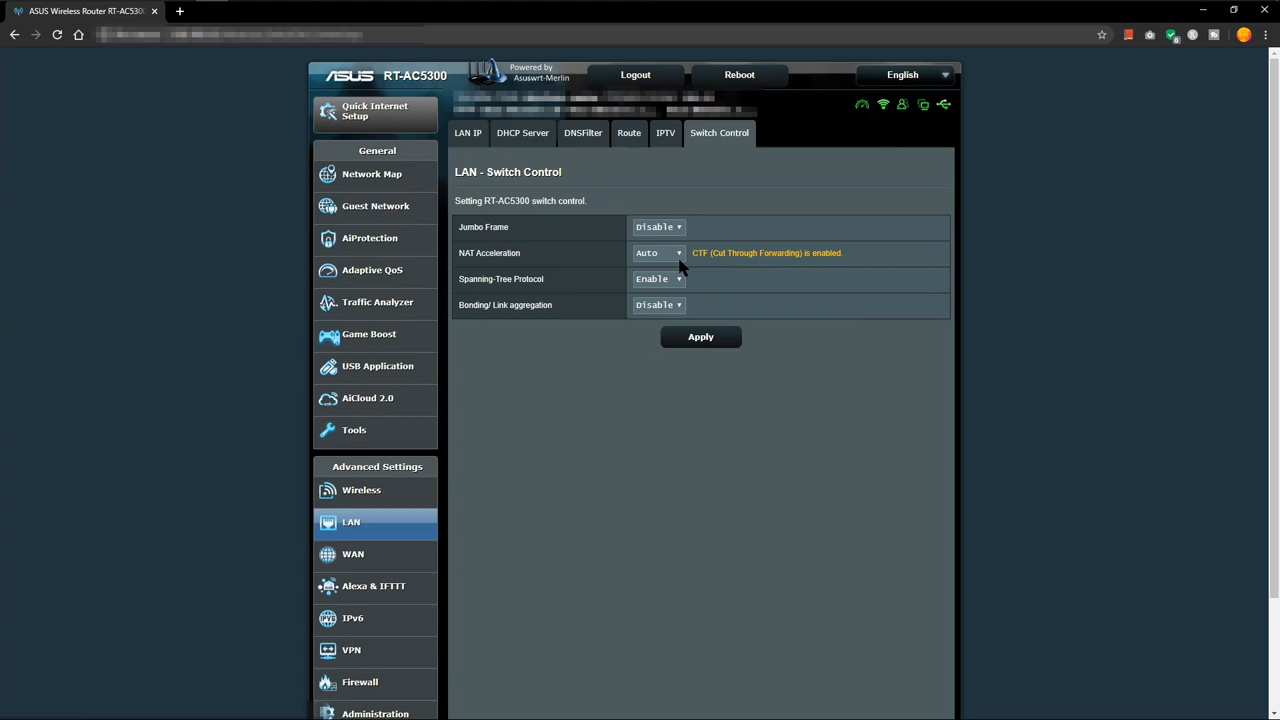 ASUS Wireless Router RT-AC5300
ASUS RT-AC5300
Powered by
Asuswrt-Merlin
Logout
Reboot
English
Quick Internet
Setup
General
Network Map
Guest Network
AiProtection
Adaptive QoS
Traffic Analyzer
Game Boost
USB Application
AiCloud 2.0
Tools
Advanced Settings
Wireless
LAN
WAN
Alexa & IFTTT
IPv6
VPN
Firewall
Administration
LAN IP
DHCP Server
DNSFilter
Route
IPTV
Switch Control
LAN - Switch Control
Setting RT-AC5300 switch control.
Jumbo Frame Disable
NAT Acceleration Auto CTF (Cut Through Forwarding) is enabled.
Spanning-Tree Protocol Enable
Bonding/ Link aggregation Disable
Apply